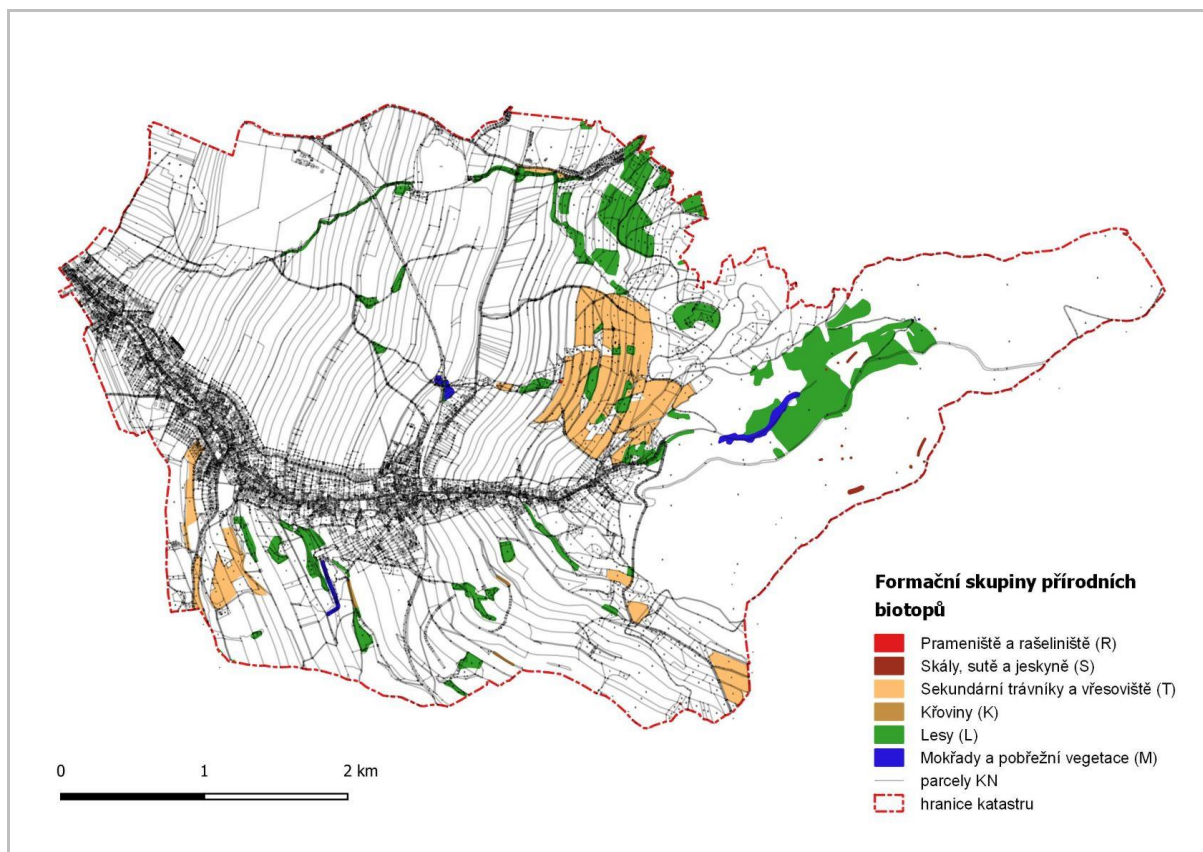 Formační skupiny přírodních
biotopů
Prameniště a rašeliniště (R)
Skály, sutě a jeskyně (S)
Sekundární trávníky a vřesoviště (T)
Křoviny (K)
Lesy (L)
Mokřady a pobřežní vegetace (M)
parcely KN
hranice katastru
0 1 2 km